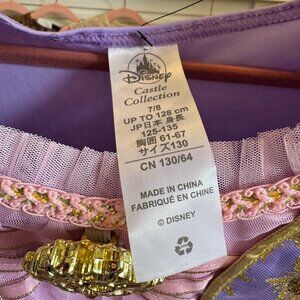 Disney
Castle
Collection
7/8
UP TO 128 cm
JP日本 身長
125-135
胸囲 61-67
サイズ130
CN 130/64
MADE IN CHINA
FABRIQUÉ EN CHINE
© DISNEY